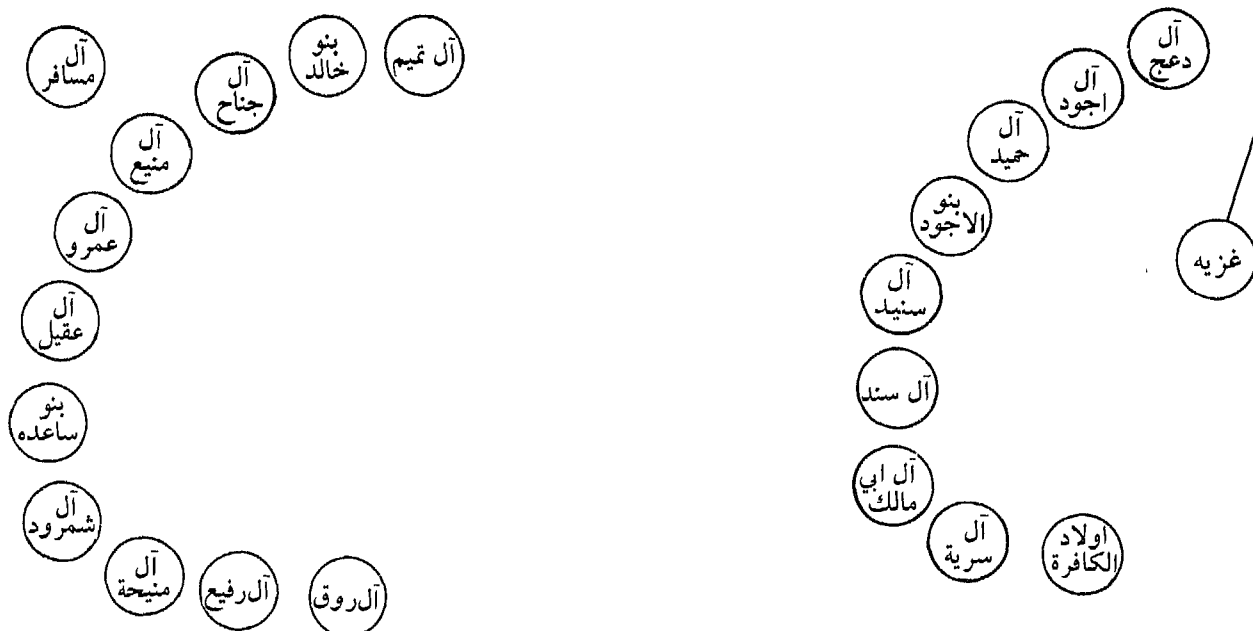 آل
دعج
آل
اجود
آل
حميد
بنو
الاجود
غزيه
آل
سنيد
آل سند
آل ابي
مالك
آل
سرية
اولاد
الكافرة
آل تميم
بنو
خالد
آل
جناح
آل
مسافر
آل
منيع
آل
عمرو
آل
عقيل
بنو
ساعده
آل
شمرود
آل
منيحة
آل رفيع
آل روق